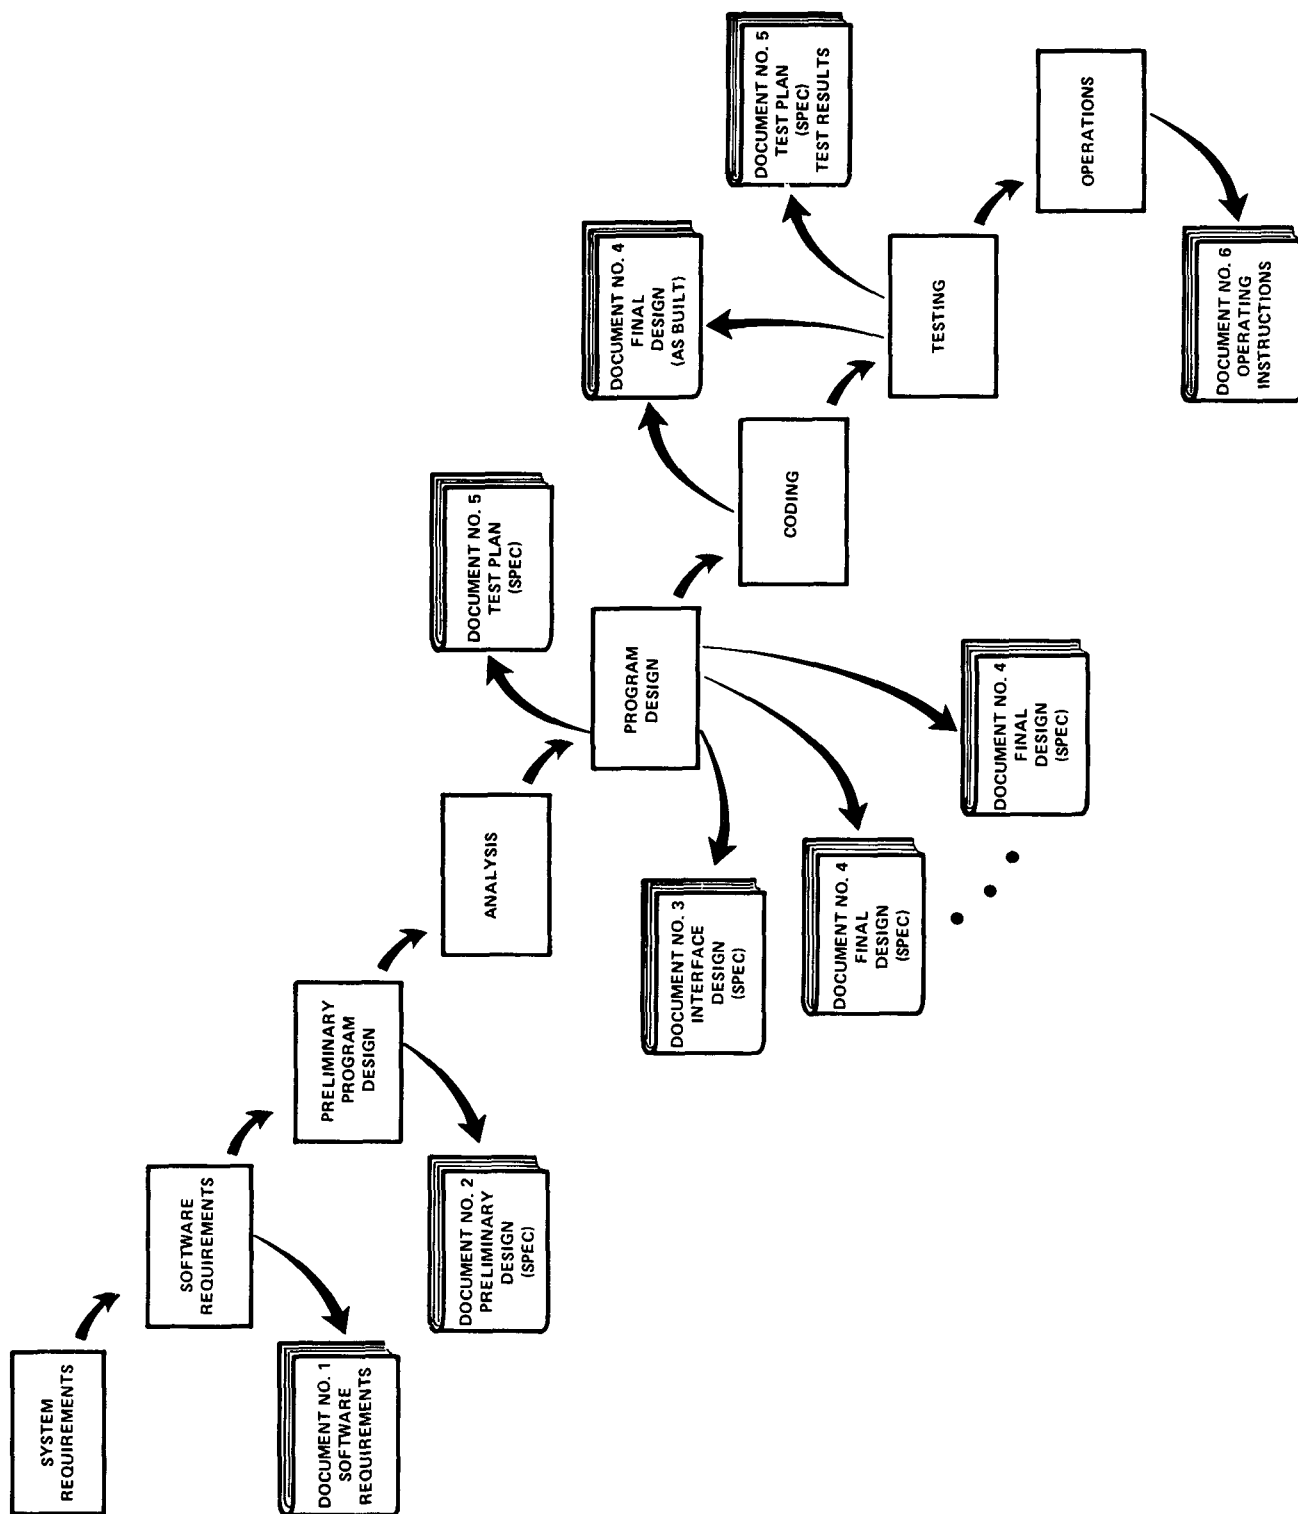 SYSTEM
REQUIREMENTS
SOFTWARE
REQUIREMENTS
DOCUMENT NO. 1
SOFTWARE
REQUIREMENTS
PRELIMINARY
PROGRAM
DESIGN
DOCUMENT NO. 2
PRELIMINARY
DESIGN
(SPEC)
ANALYSIS
PROGRAM
DESIGN
DOCUMENT NO. 5
TEST PLAN
(SPEC)
DOCUMENT NO. 3
INTERFACE
DESIGN
(SPEC)
DOCUMENT NO. 4
FINAL
DESIGN
(SPEC)
DOCUMENT NO. 4
FINAL
DESIGN
(SPEC)
CODING
DOCUMENT NO. 4
FINAL
DESIGN
(AS BUILT)
TESTING
DOCUMENT NO. 5
TEST PLAN
(SPEC)
TEST RESULTS
OPERATIONS
DOCUMENT NO. 6
OPERATING
INSTRUCTIONS